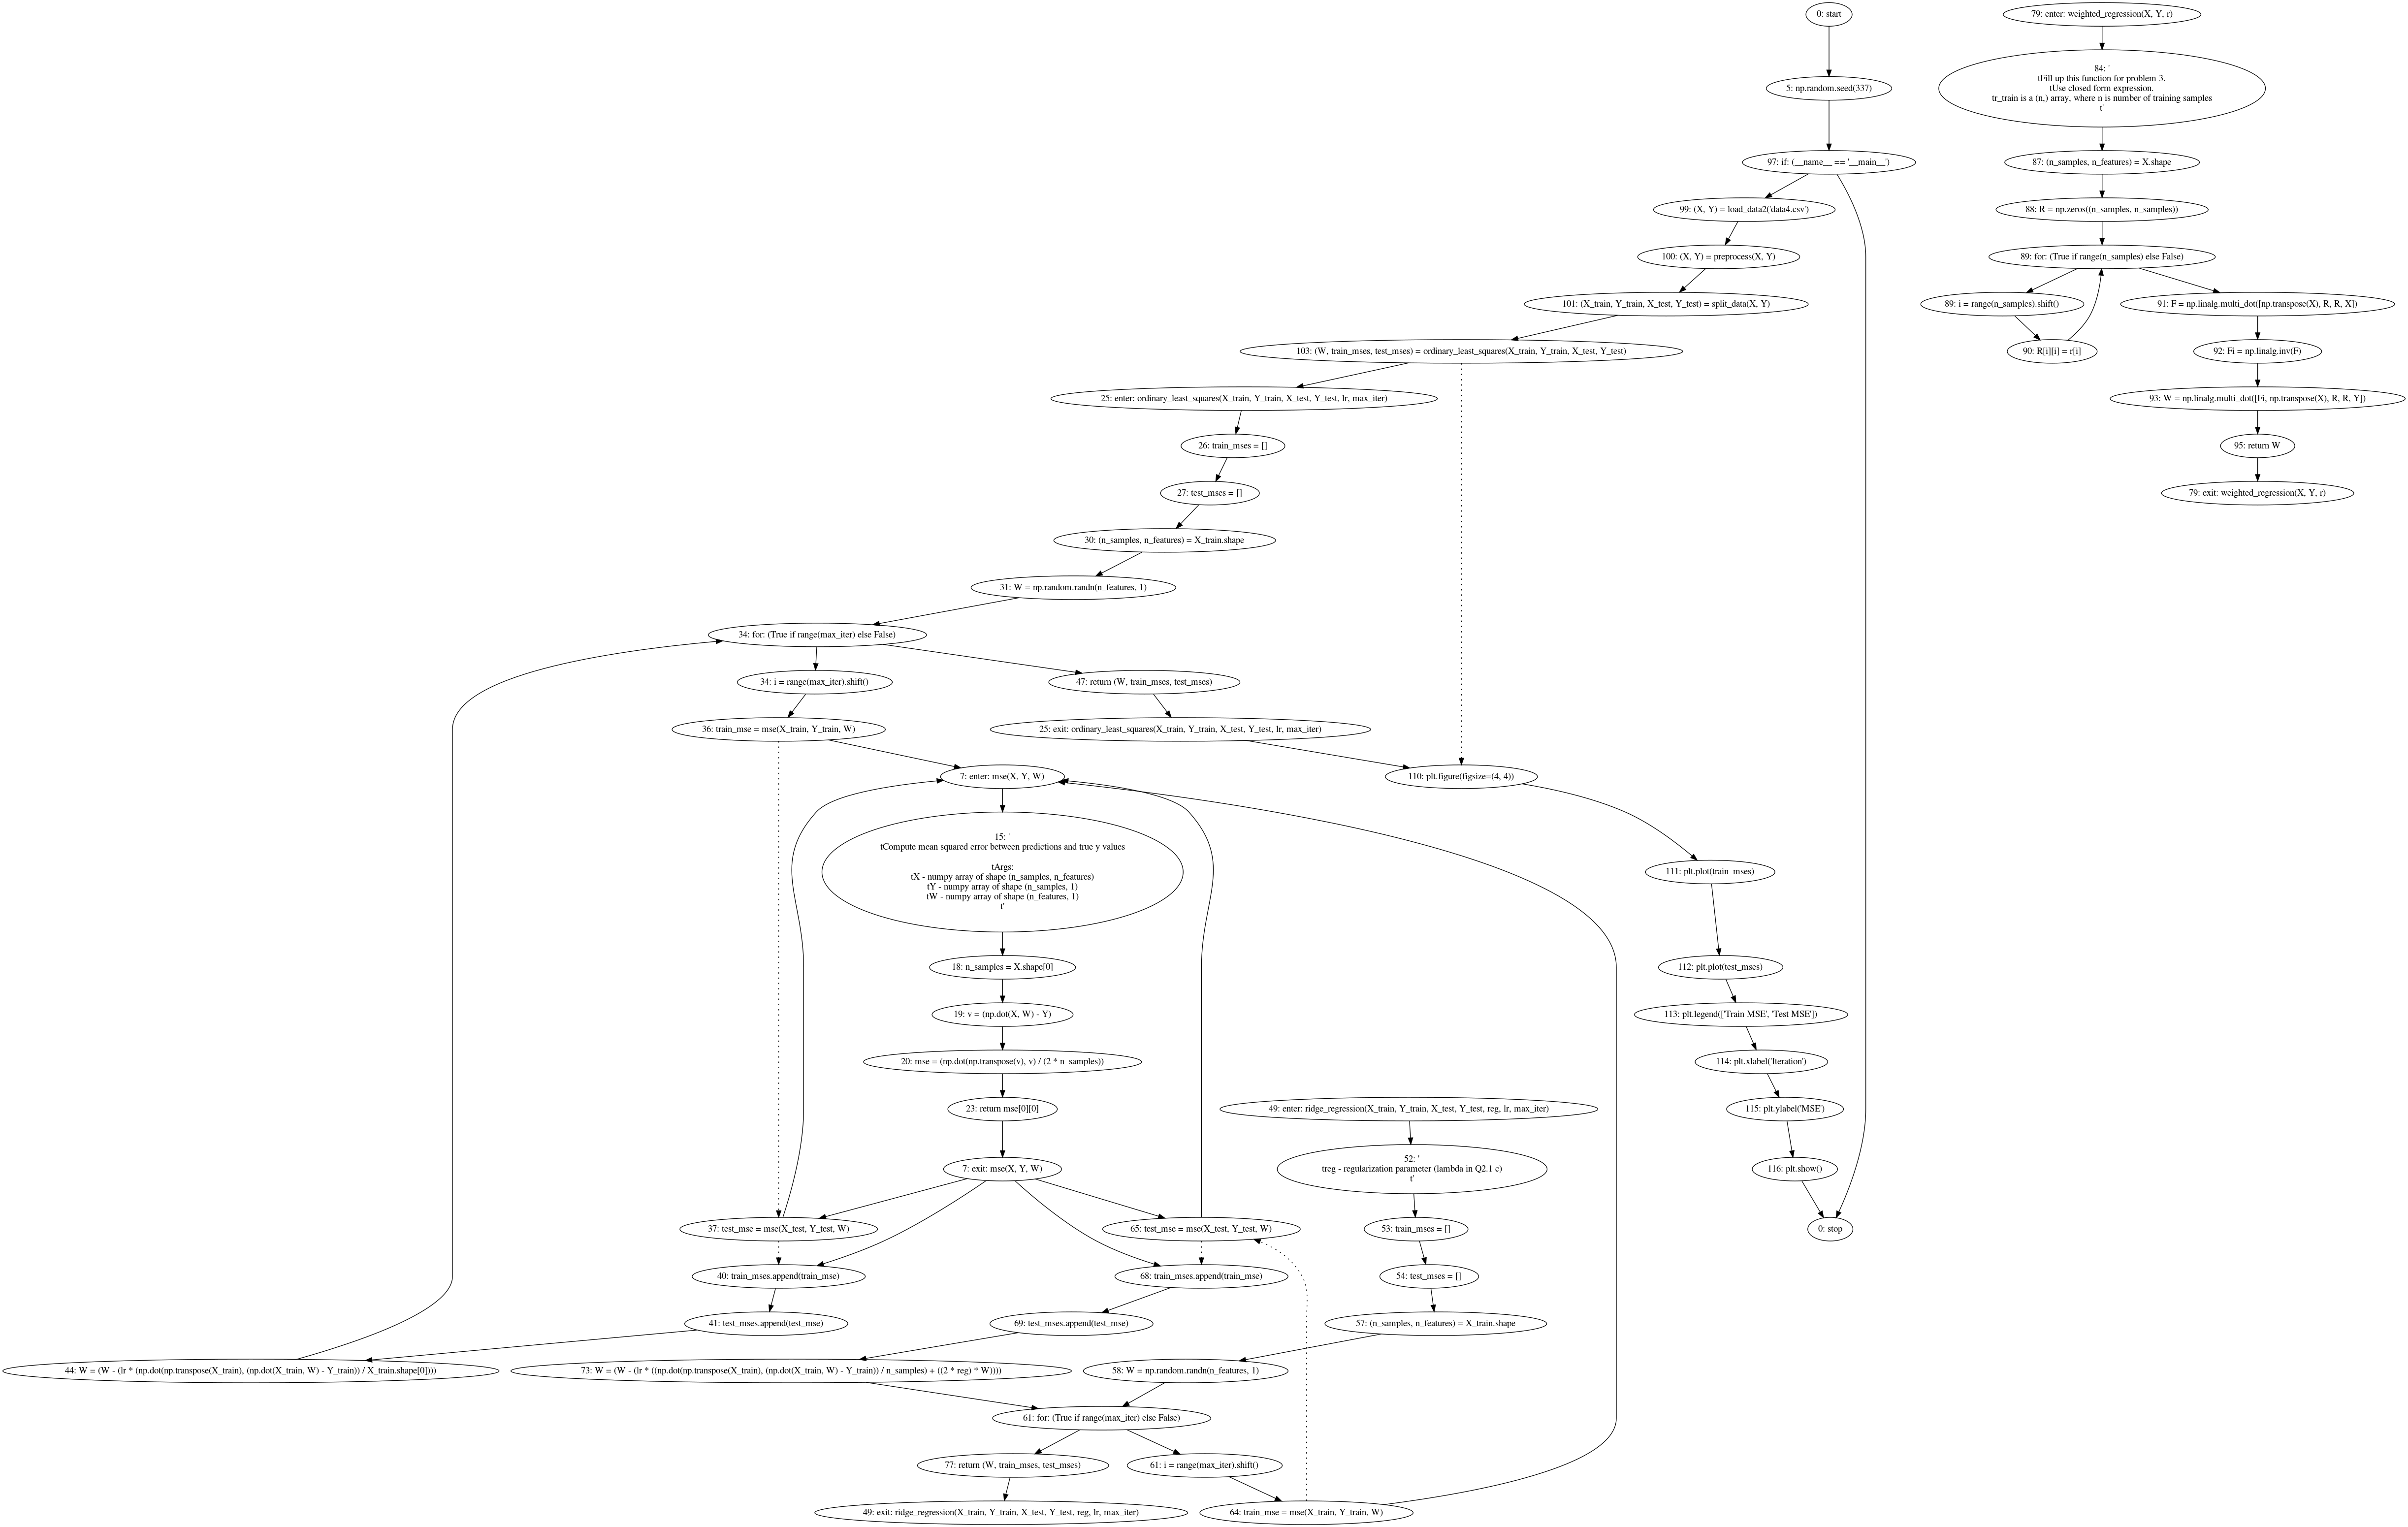 0: start
5: np.random.seed(337)
97: if: (__name__ == '__main__')
99: (X, Y) = load_data2('data4.csv')
100: (X, Y) = preprocess(X, Y)
101: (X_train, Y_train, X_test, Y_test) = split_data(X, Y)
103: (W, train_mses, test_mses) = ordinary_least_squares(X_train, Y_train, X_test, Y_test)
25: enter: ordinary_least_squares(X_train, Y_train, X_test, Y_test, lr, max_iter)
26: train_mses = []
27: test_mses = []
30: (n_samples, n_features) = X_train.shape
31: W = np.random.randn(n_features, 1)
34: for: (True if range(max_iter) else False)
34: i = range(max_iter).shift()
47: return (W, train_mses, test_mses)
36: train_mse = mse(X_train, Y_train, W)
25: exit: ordinary_least_squares(X_train, Y_train, X_test, Y_test, lr, max_iter)
7: enter: mse(X, Y, W)
15: '
tCompute mean squared error between predictions and true y values
tArgs:
tX - numpy array of shape (n_samples, n_features)
tY - numpy array of shape (n_samples, 1)
tW - numpy array of shape (n_features, 1)
t'
18: n_samples = X.shape[0]
19: v = (np.dot(X, W) - Y)
20: mse = (np.dot(np.transpose(v), v) / (2 * n_samples))
23: return mse[0][0]
7: exit: mse(X, Y, W)
37: test_mse = mse(X_test, Y_test, W)
65: test_mse = mse(X_test, Y_test, W)
40: train_mses.append(train_mse)
68: train_mses.append(train_mse)
41: test_mses.append(test_mse)
69: test_mses.append(test_mse)
44: W = (W - (lr * (np.dot(np.transpose(X_train), (np.dot(X_train, W) - Y_train)) / X_train.shape[0])))
73: W = (W - (lr * ((np.dot(np.transpose(X_train), (np.dot(X_train, W) - Y_train)) / n_samples) + ((2 * reg) * W))))
49: enter: ridge_regression(X_train, Y_train, X_test, Y_test, reg, lr, max_iter)
52: '
treg - regularization parameter (lambda in Q2.1 c)
t'
53: train_mses = []
54: test_mses = []
57: (n_samples, n_features) = X_train.shape
58: W = np.random.randn(n_features, 1)
61: for: (True if range(max_iter) else False)
77: return (W, train_mses, test_mses)
61: i = range(max_iter).shift()
49: exit: ridge_regression(X_train, Y_train, X_test, Y_test, reg, lr, max_iter)
64: train_mse = mse(X_train, Y_train, W)
110: plt.figure(figsize=(4, 4))
111: plt.plot(train_mses)
112: plt.plot(test_mses)
113: plt.legend(['Train MSE', 'Test MSE'])
114: plt.xlabel('Iteration')
115: plt.ylabel('MSE')
116: plt.show()
0: stop
79: enter: weighted_regression(X, Y, r)
84: '
tFill up this function for problem 3.
tUse closed form expression.
tr_train is a (n,) array, where n is number of training samples
t'
87: (n_samples, n_features) = X.shape
88: R = np.zeros((n_samples, n_samples))
89: for: (True if range(n_samples) else False)
89: i = range(n_samples).shift()
90: R[i][i] = r[i]
91: F = np.linalg.multi_dot([np.transpose(X), R, R, X])
92: Fi = np.linalg.inv(F)
93: W = np.linalg.multi_dot([Fi, np.transpose(X), R, R, Y])
95: return W
79: exit: weighted_regression(X, Y, r)